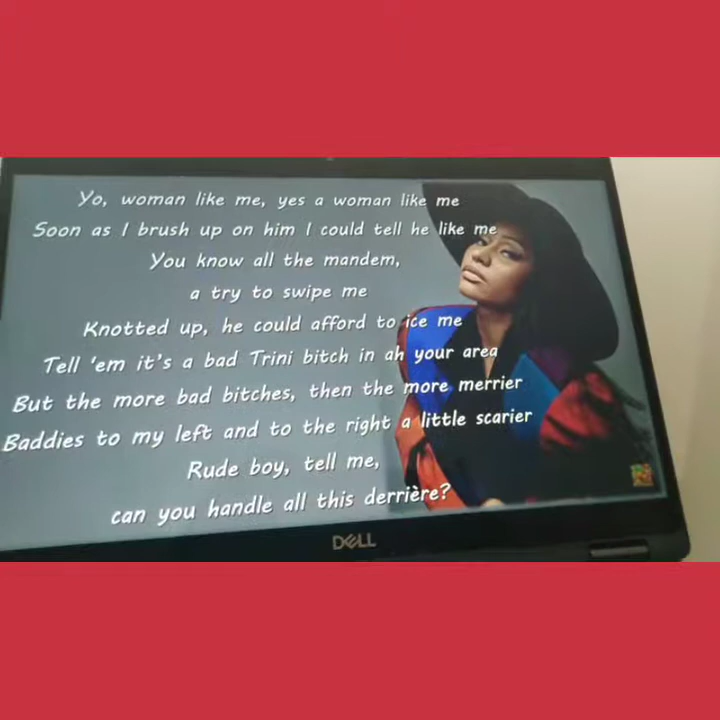 Yo, woman like me, yes a woman like me
Soon as I brush up on him I could tell he like me
You know all the mandem,
a try to swipe me
Knotted up, he could afford to ice me
Tell 'em it's a bad Trini bitch in ah your area
But the more bad bitches, then the more merrier
Baddies to my left and to the right a little scarier
Rude boy, tell me,
can you handle all this derrière?
DELL